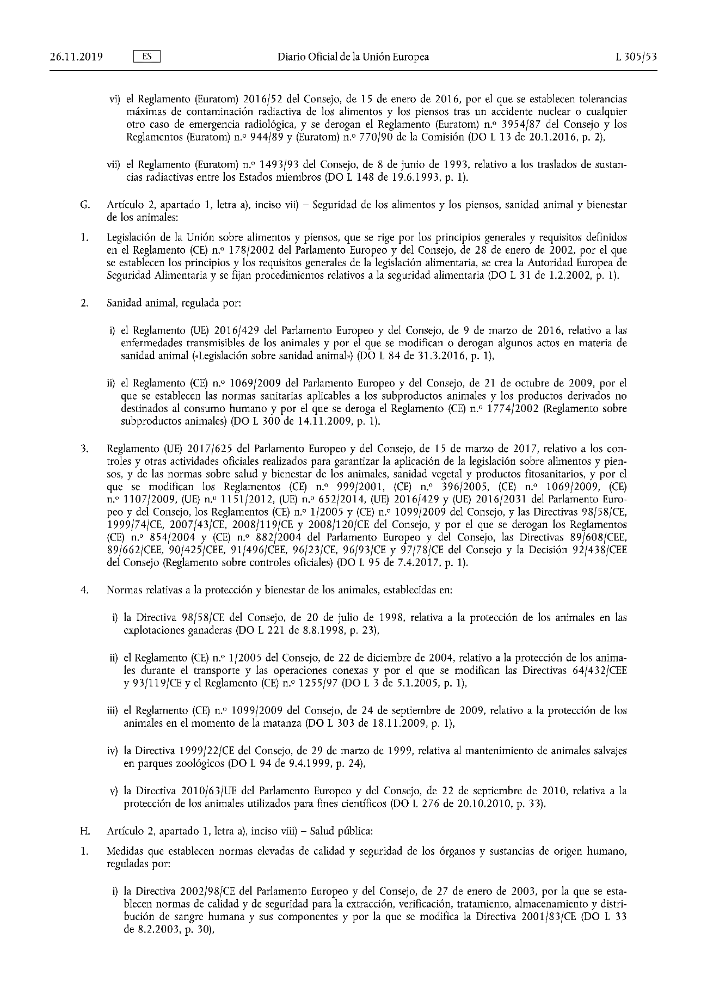 26.11.2019 ES Diario Oficial de la Unión Europea L 305/53
vi) el Reglamento (Euratom) 2016/52 del Consejo, de 15 de enero de 2016, por el que se establecen tolerancias
máximas de contaminación radiactiva de los alimentos y los piensos tras un accidente nuclear o cualquier
otro caso de emergencia radiológica, y se derogan el Reglamento (Euratom) n.º 3954/87 del Consejo y los
Reglamentos (Euratom) n.º 944/89 y (Euratom) n.º 770/90 de la Comisión (DO L 13 de 20.1.2016, p. 2),
vii) el Reglamento (Euratom) n.º 1493/93 del Consejo, de 8 de junio de 1993, relativo a los traslados de sustan-
cias radiactivas entre los Estados miembros (DO L 148 de 19.6.1993, p. 1).
G. Artículo 2, apartado 1, letra a), inciso vii) – Seguridad de los alimentos y los piensos, sanidad animal y bienestar
de los animales:
1. Legislación de la Unión sobre alimentos y piensos, que se rige por los principios generales y requisitos definidos
en el Reglamento (CE) n.º 178/2002 del Parlamento Europeo y del Consejo, de 28 de enero de 2002, por el que
se establecen los principios y los requisitos generales de la legislación alimentaria, se crea la Autoridad Europea de
Seguridad Alimentaria y se fijan procedimientos relativos a la seguridad alimentaria (DO L 31 de 1.2.2002, p. 1).
2. Sanidad animal, regulada por:
i) el Reglamento (UE) 2016/429 del Parlamento Europeo y del Consejo, de 9 de marzo de 2016, relativo a las
enfermedades transmisibles de los animales y por el que se modifican o derogan algunos actos en materia de
sanidad animal («Legislación sobre sanidad animal») (DO L 84 de 31.3.2016, p. 1),
ii) el Reglamento (CE) n.º 1069/2009 del Parlamento Europeo y del Consejo, de 21 de octubre de 2009, por el
que se establecen las normas sanitarias aplicables a los subproductos animales y los productos derivados no
destinados al consumo humano y por el que se deroga el Reglamento (CE) n.º 1774/2002 (Reglamento sobre
subproductos animales) (DO L 300 de 14.11.2009, p. 1).
3. Reglamento (UE) 2017/625 del Parlamento Europeo y del Consejo, de 15 de marzo de 2017, relativo a los con-
troles y otras actividades oficiales realizados para garantizar la aplicación de la legislación sobre alimentos y pien-
sos, y de las normas sobre salud y bienestar de los animales, sanidad vegetal y productos fitosanitarios, y por el
que se modifican los Reglamentos (CE) n.º 999/2001, (CE) n.º 396/2005, (CE) n.º 1069/2009, (CE)
n.º 1107/2009, (UE) n.º 1151/2012, (UE) n.º 652/2014, (UE) 2016/429 y (UE) 2016/2031 del Parlamento Euro-
peo y del Consejo, los Reglamentos (CE) n.º 1/2005 y (CE) n.º 1099/2009 del Consejo, y las Directivas 98/58/CE,
1999/74/CE, 2007/43/CE, 2008/119/CE y 2008/120/CE del Consejo, y por el que se derogan los Reglamentos
(CE) n.º 854/2004 y (CE) n.º 882/2004 del Parlamento Europeo y del Consejo, las Directivas 89/608/CEE,
89/662/CEE, 90/425/CEE, 91/496/CEE, 96/23/CE, 96/93/CE y 97/78/CE del Consejo y la Decisión 92/438/CEE
del Consejo (Reglamento sobre controles oficiales) (DO L 95 de 7.4.2017, p. 1).
4. Normas relativas a la protección y bienestar de los animales, establecidas en:
i) la Directiva 98/58/CE del Consejo, de 20 de julio de 1998, relativa a la protección de los animales en las
explotaciones ganaderas (DO L 221 de 8.8.1998, p. 23),
ii) el Reglamento (CE) n.º 1/2005 del Consejo, de 22 de diciembre de 2004, relativo a la protección de los anima-
les durante el transporte y las operaciones conexas y por el que se modifican las Directivas 64/432/CEE
y 93/119/CE y el Reglamento (CE) n.º 1255/97 (DO L 3 de 5.1.2005, p. 1),
iii) el Reglamento (CE) n.º 1099/2009 del Consejo, de 24 de septiembre de 2009, relativo a la protección de los
animales en el momento de la matanza (DO L 303 de 18.11.2009, p. 1),
iv) la Directiva 1999/22/CE del Consejo, de 29 de marzo de 1999, relativa al mantenimiento de animales salvajes
en parques zoológicos (DO L 94 de 9.4.1999, p. 24),
v) la Directiva 2010/63/UE del Parlamento Europeo y del Consejo, de 22 de septiembre de 2010, relativa a la
protección de los animales utilizados para fines científicos (DO L 276 de 20.10.2010, p. 33).
H. Artículo 2, apartado 1, letra a), inciso viii) – Salud pública:
1. Medidas que establecen normas elevadas de calidad y seguridad de los órganos y sustancias de origen humano,
reguladas por:
i) la Directiva 2002/98/CE del Parlamento Europeo y del Consejo, de 27 de enero de 2003, por la que se esta-
blecen normas de calidad y de seguridad para la extracción, verificación, tratamiento, almacenamiento y distri-
bución de sangre humana y sus componentes y por la que se modifica la Directiva 2001/83/CE (DO L 33
de 8.2.2003, p. 30),